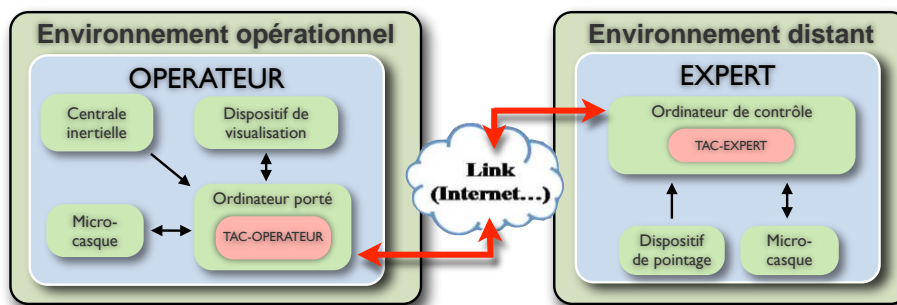 Environnement opérationnel
OPERATEUR
Centrale
inertielle
Dispositif de
visualisation
Ordinateur porté
TAC-OPERATEUR
Micro-
casque
Link
(Internet...)
Environnement distant
EXPERT
Ordinateur de contrôle
TAC-EXPERT
Dispositif
de pointage
Micro-
casque